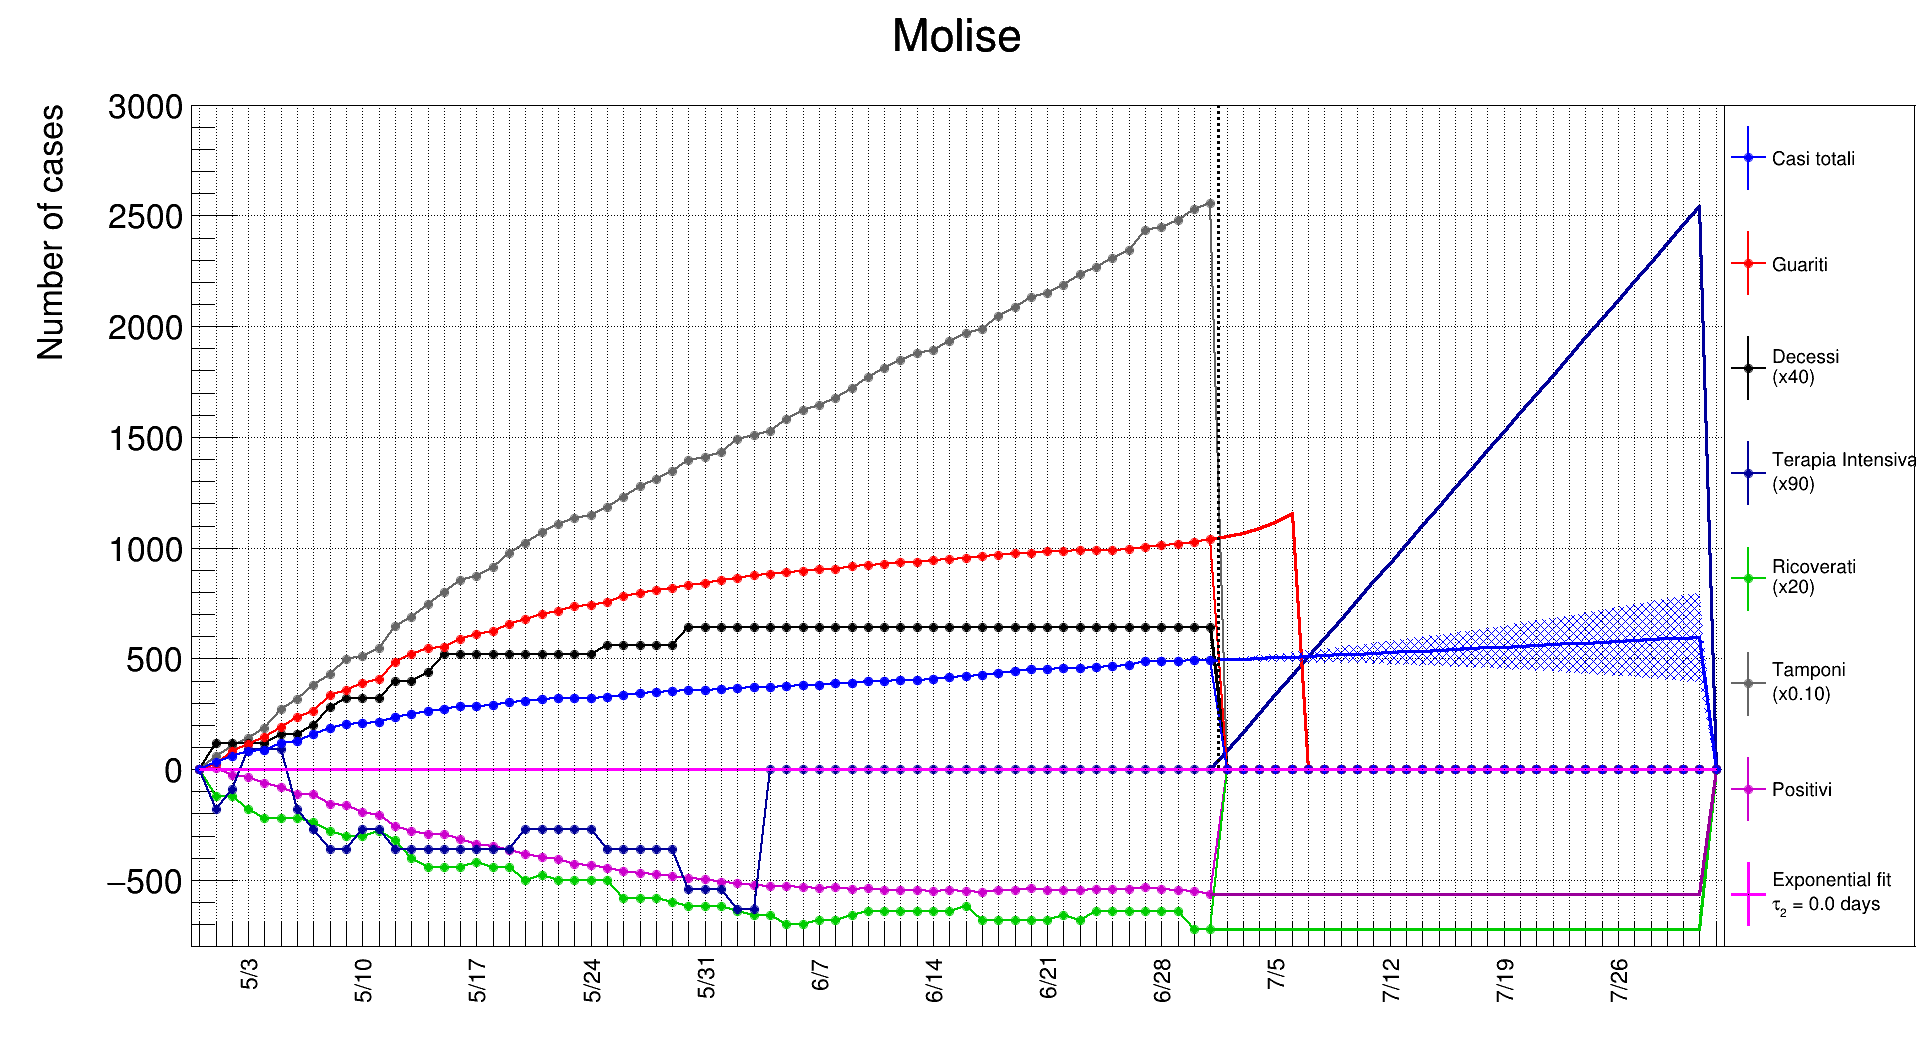 Molise
Number of cases
3000
2500
2000
1500
1000
500
0
−500
5/3
5/10
5/17
5/24
5/31
6/7
6/14
6/21
6/28
7/5
7/12
7/19
7/26
Casi totali
Guariti
Decessi
(x40)
Terapia Intensiva
(x90)
Ricoverati
(x20)
Tamponi
(x0.10)
Positivi
Exponential fit
τ2 = 0.0 days